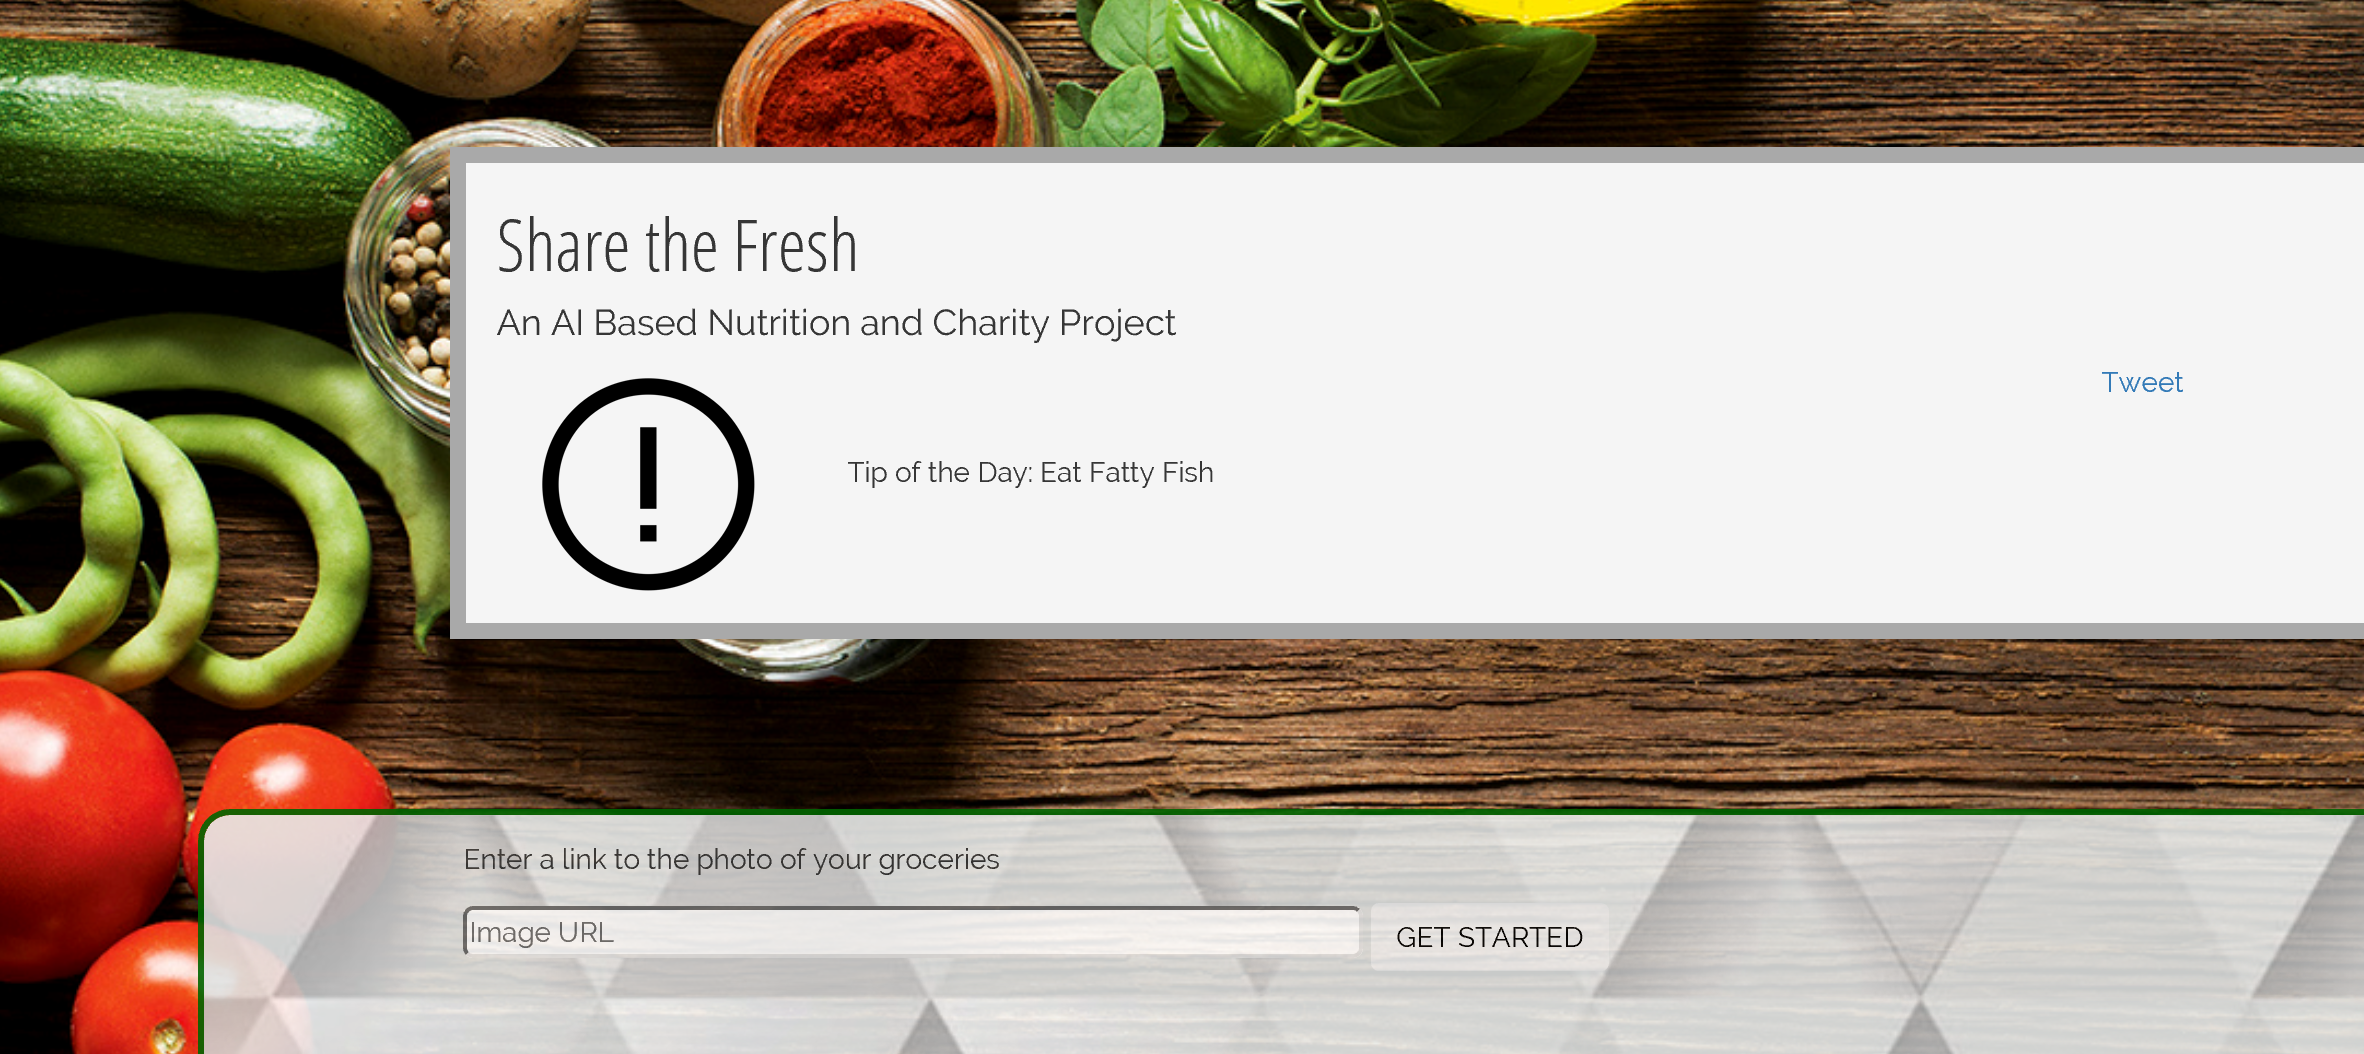 Share the Fresh
An AI Based Nutrition and Charity Project
Tweet
Tip of the Day: Eat Fatty Fish
Enter a link to the photo of your groceries
Image URL
GET STARTED